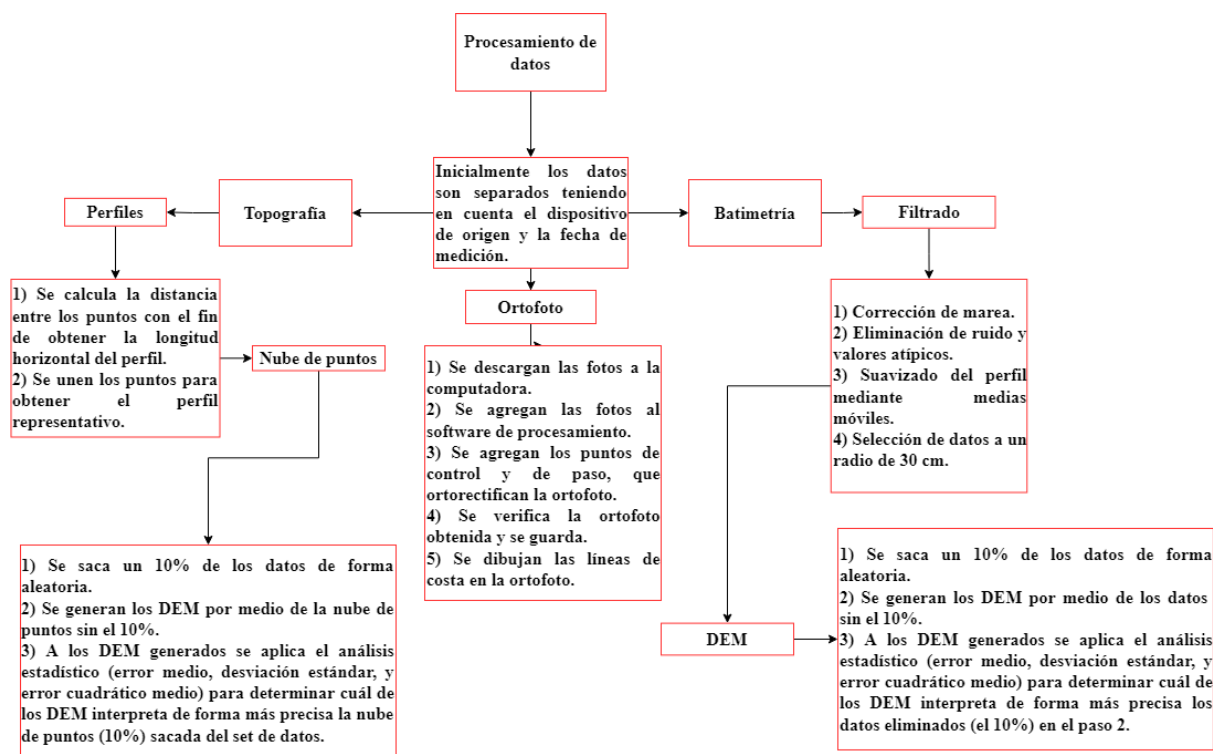 Procesamiento de
datos
Inicialmente los datos
son separados teniendo
en cuenta el dispositivo
de origen y la fecha de
medición.
Topografía
Perfiles
1) Se calcula la distancia
entre los puntos con el fin
de obtener la longitud
horizontal del perfil.
2) Se unen los puntos para
obtener el perfil
representativo.
Nube de puntos
1) Se saca un 10% de los datos de forma
aleatoria.
2) Se generan los DEM por medio de la nube de
puntos sin el 10%.
3) A los DEM generados se aplica el análisis
estadístico (error medio, desviación estándar, y
error cuadrático medio) para determinar cuál de
los DEM interpreta de forma más precisa la nube
de puntos (10%) sacada del set de datos.
Ortofoto
1) Se descargan las fotos a la
computadora.
2) Se agregan las fotos al
software de procesamiento.
3) Se agregan los puntos de
control y de paso, que
ortorectifican la ortofoto.
4) Se verifica la ortofoto
obtenida y se guarda.
5) Se dibujan las líneas de
costa en la ortofoto.
Batimetría
Filtrado
1) Corrección de marea.
2) Eliminación de ruido y
valores atípicos.
3) Suavizado del perfil
mediante medias
móviles.
4) Selección de datos a un
radio de 30 cm.
DEM
1) Se saca un 10% de los datos de forma
aleatoria.
2) Se generan los DEM por medio de los datos
sin el 10%.
3) A los DEM generados se aplica el análisis
estadístico (error medio, desviación estándar, y
error cuadrático medio) para determinar cuál de
los DEM interpreta de forma más precisa los
datos eliminados (el 10%) en el paso 2.